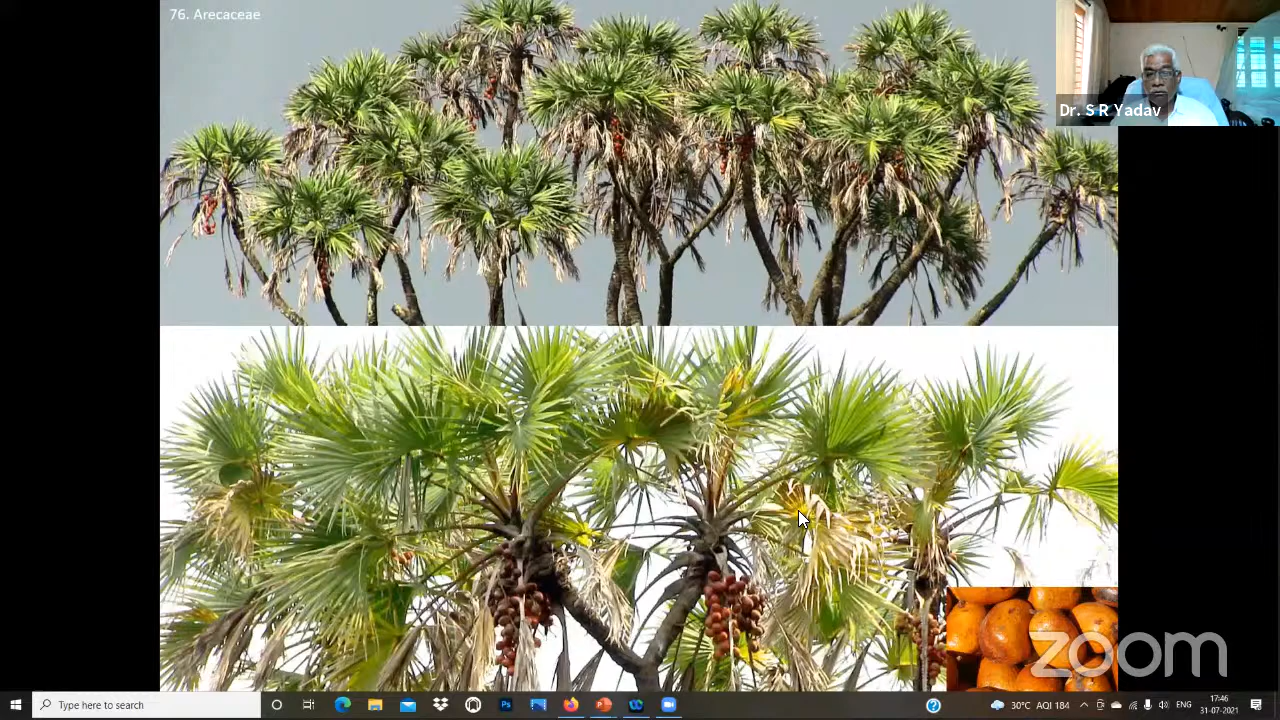 76. Arecaceae
Dr. S R Yadav
zoom
Type here to search
30°C AQI 184
ENG
17:46
31-07-2021